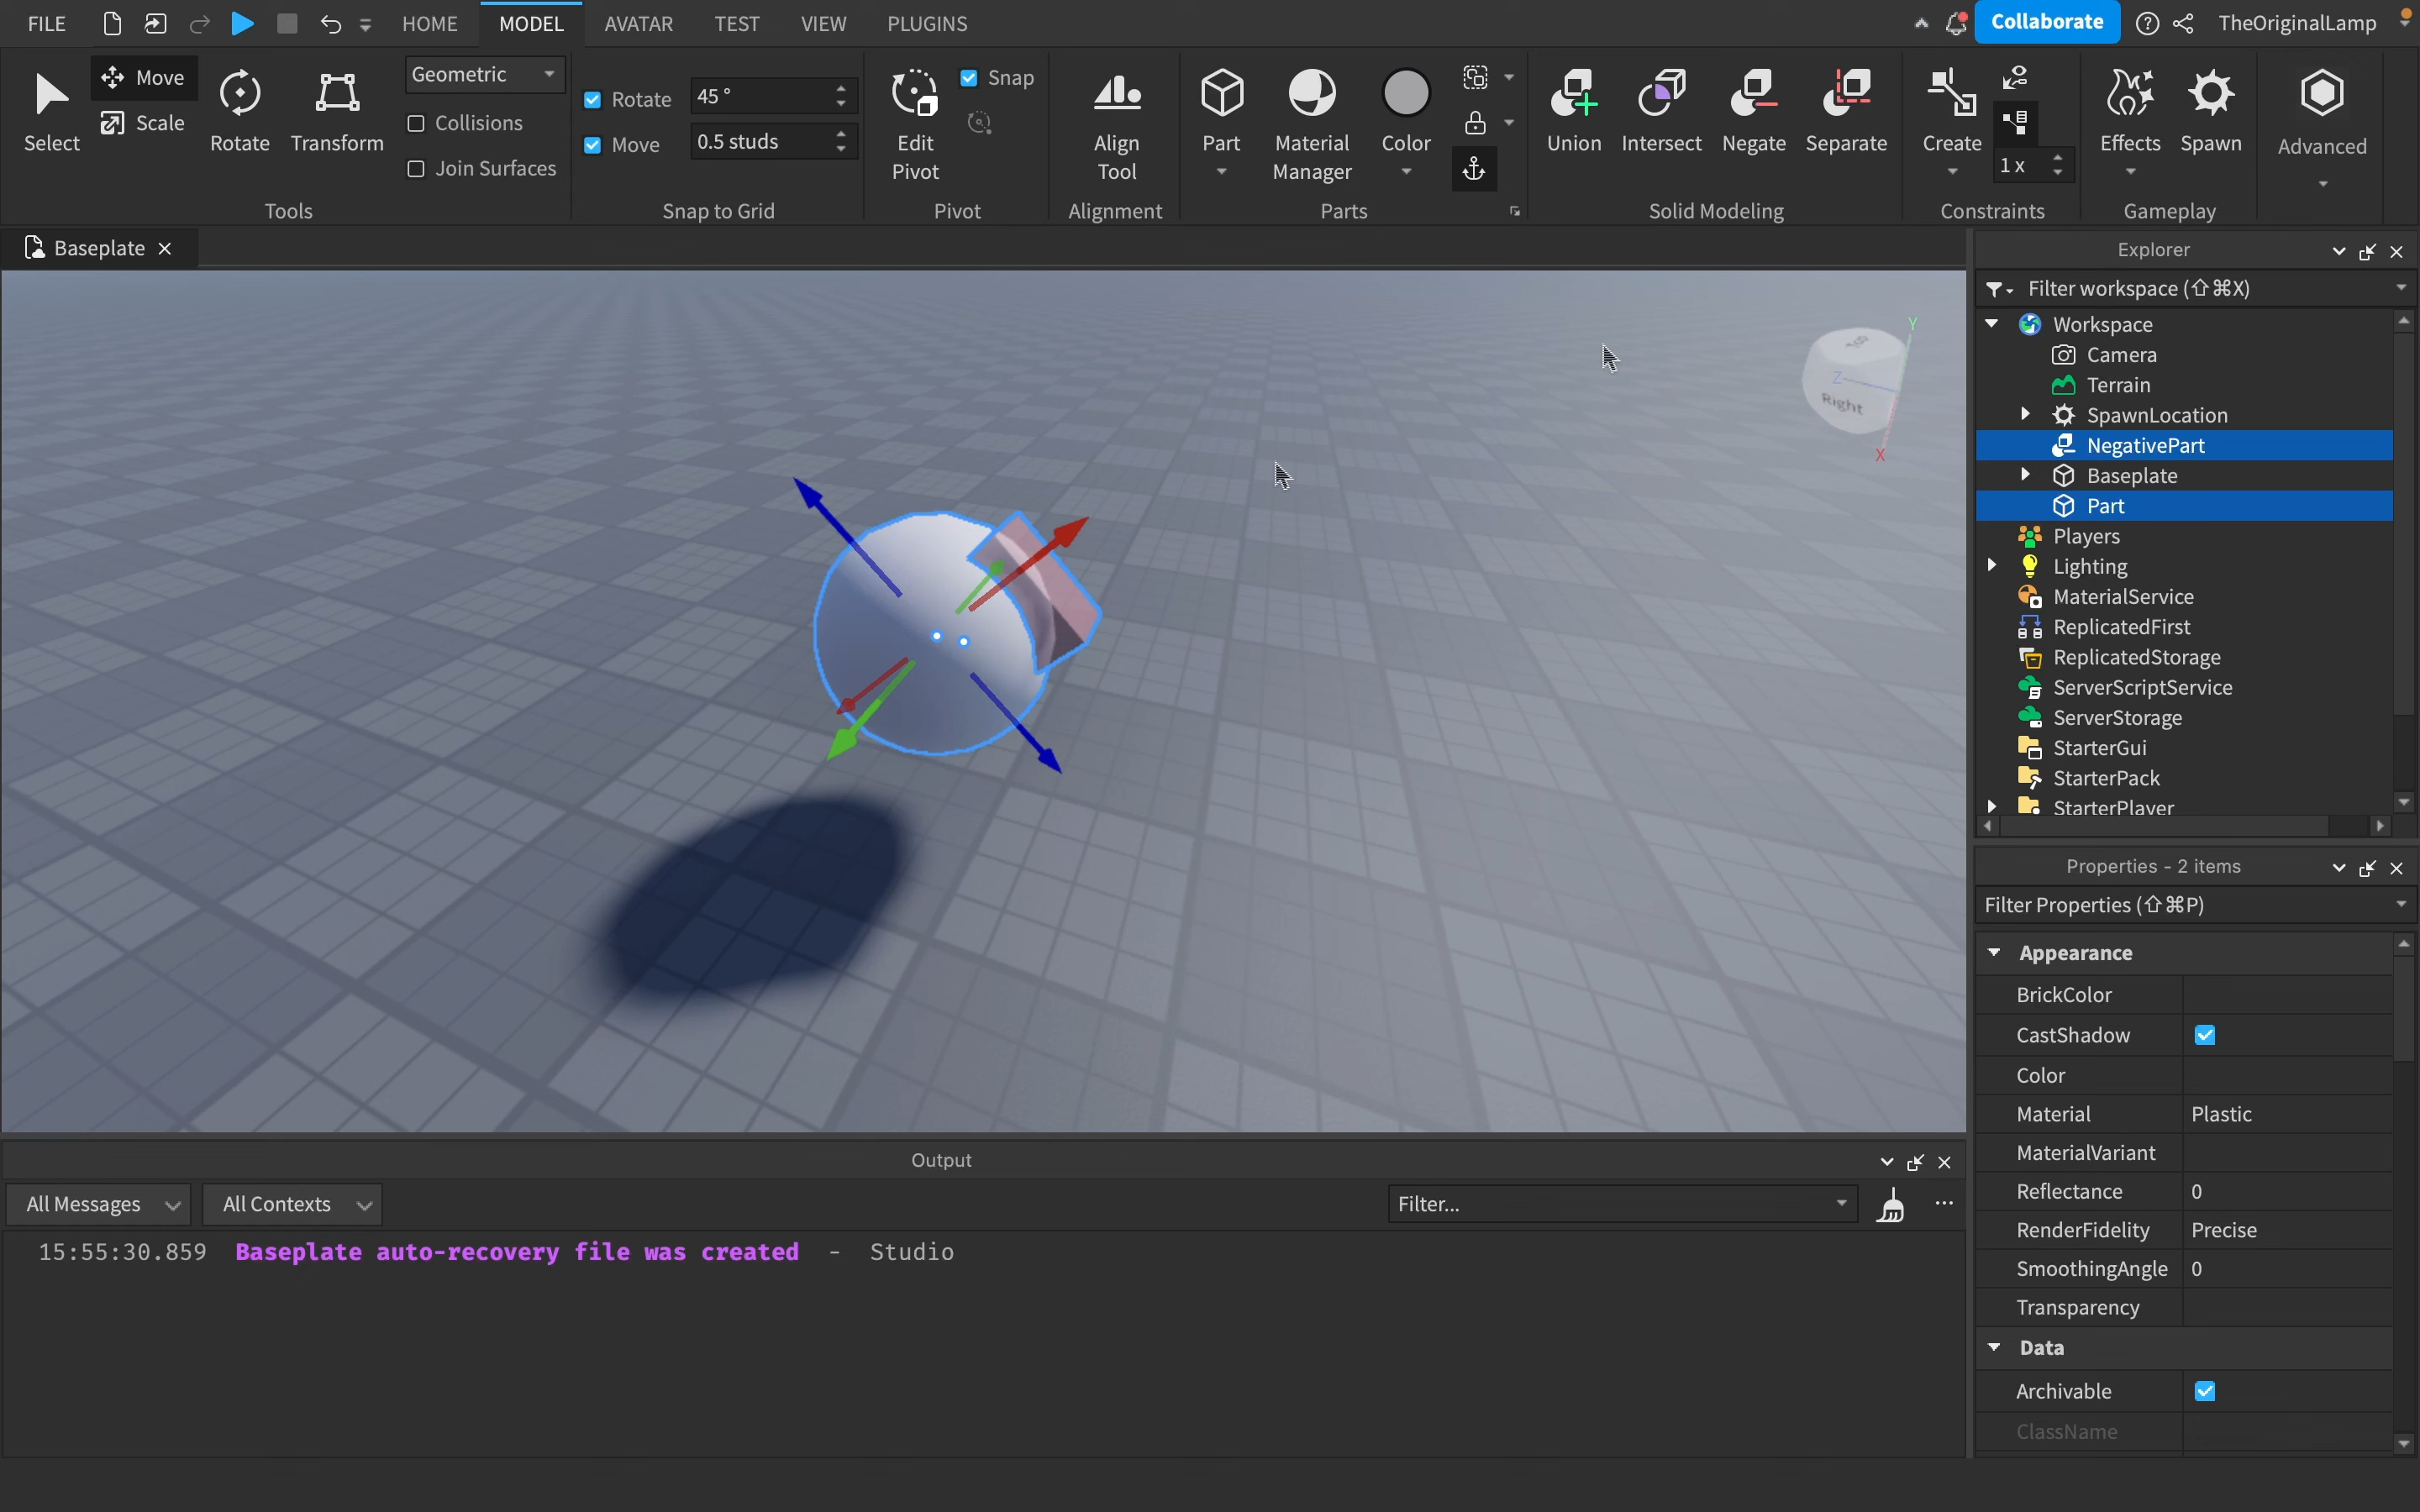 FILE HOME MODEL AVATAR TEST VIEW PLUGINS Collaborate TheOriginalLamp
Select
Move
Scale
Rotate
Transform
Geometric
Collisions
Join Surfaces
Tools
Rotate 45 °
Move 0.5 studs
Snap to Grid
Edit
Pivot
Snap
Pivot
Align
Tool
Alignment
Part
Material
Manager
Color
Parts
Union
Intersect
Negate
Separate
Solid Modeling
Create
1 x
Constraints
Effects
Spawn
Gameplay
Advanced
Baseplate
Y
Top
Z
Right
X
Explorer
Filter workspace (⇧⌘X)
Workspace
Camera
Terrain
SpawnLocation
NegativePart
Baseplate
Part
Players
Lighting
MaterialService
ReplicatedFirst
ReplicatedStorage
ServerScriptService
ServerStorage
StarterGui
StarterPack
StarterPlayer
Properties - 2 items
Filter Properties (⇧⌘P)
Appearance
BrickColor
CastShadow
Color
Material Plastic
MaterialVariant
Reflectance 0
RenderFidelity Precise
SmoothingAngle 0
Transparency
Data
Archivable
ClassName
Output
All Messages All Contexts Filter...
15:55:30.859 Baseplate auto-recovery file was created - Studio